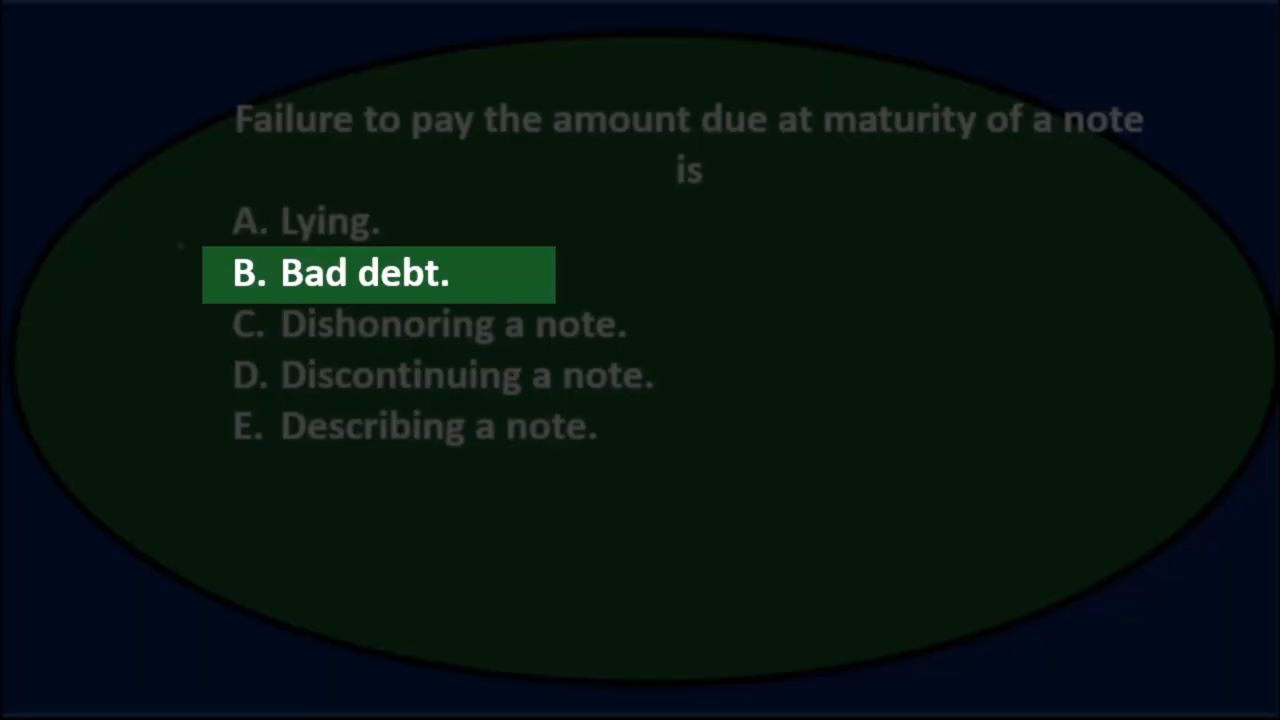 Failure to pay the amount due at maturity of a note
is
A. Lying.
B. Bad debt.
C. Dishonoring a note.
D. Discontinuing a note.
E. Describing a note.